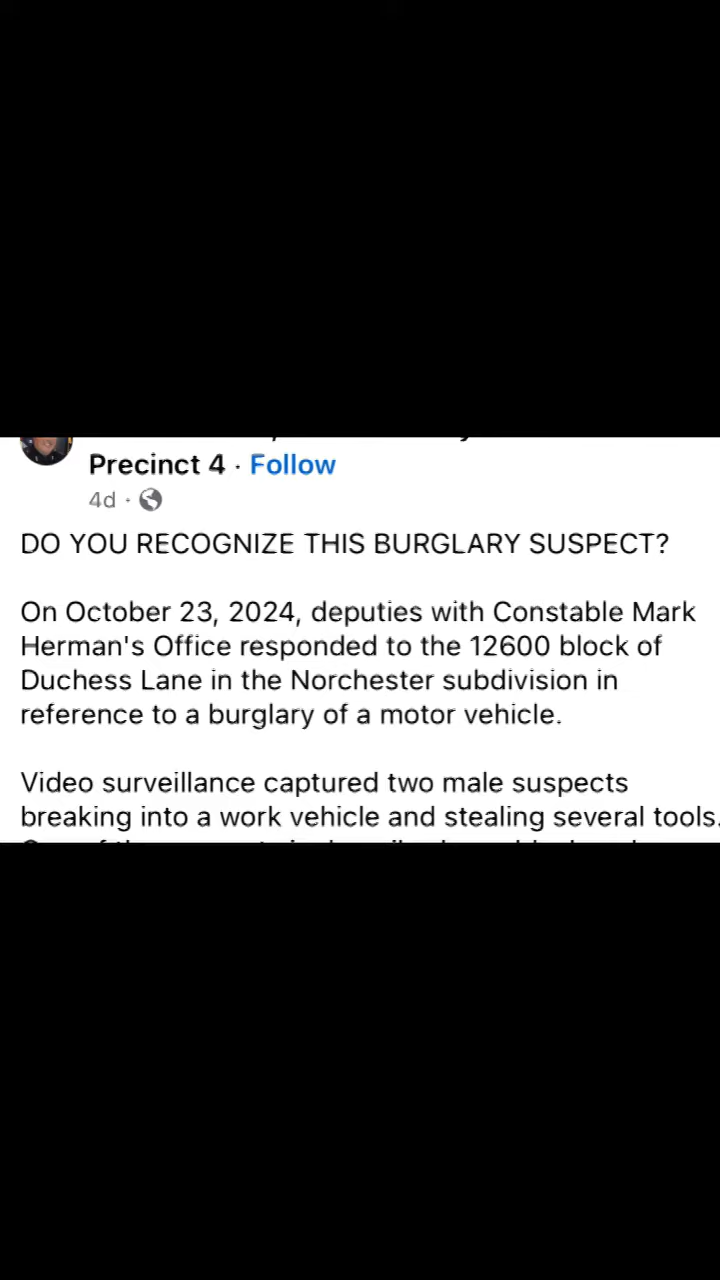 Precinct 4 · Follow
4d ·
DO YOU RECOGNIZE THIS BURGLARY SUSPECT?
On October 23, 2024, deputies with Constable Mark
Herman's Office responded to the 12600 block of
Duchess Lane in the Norchester subdivision in
reference to a burglary of a motor vehicle.
Video surveillance captured two male suspects
breaking into a work vehicle and stealing several tools.